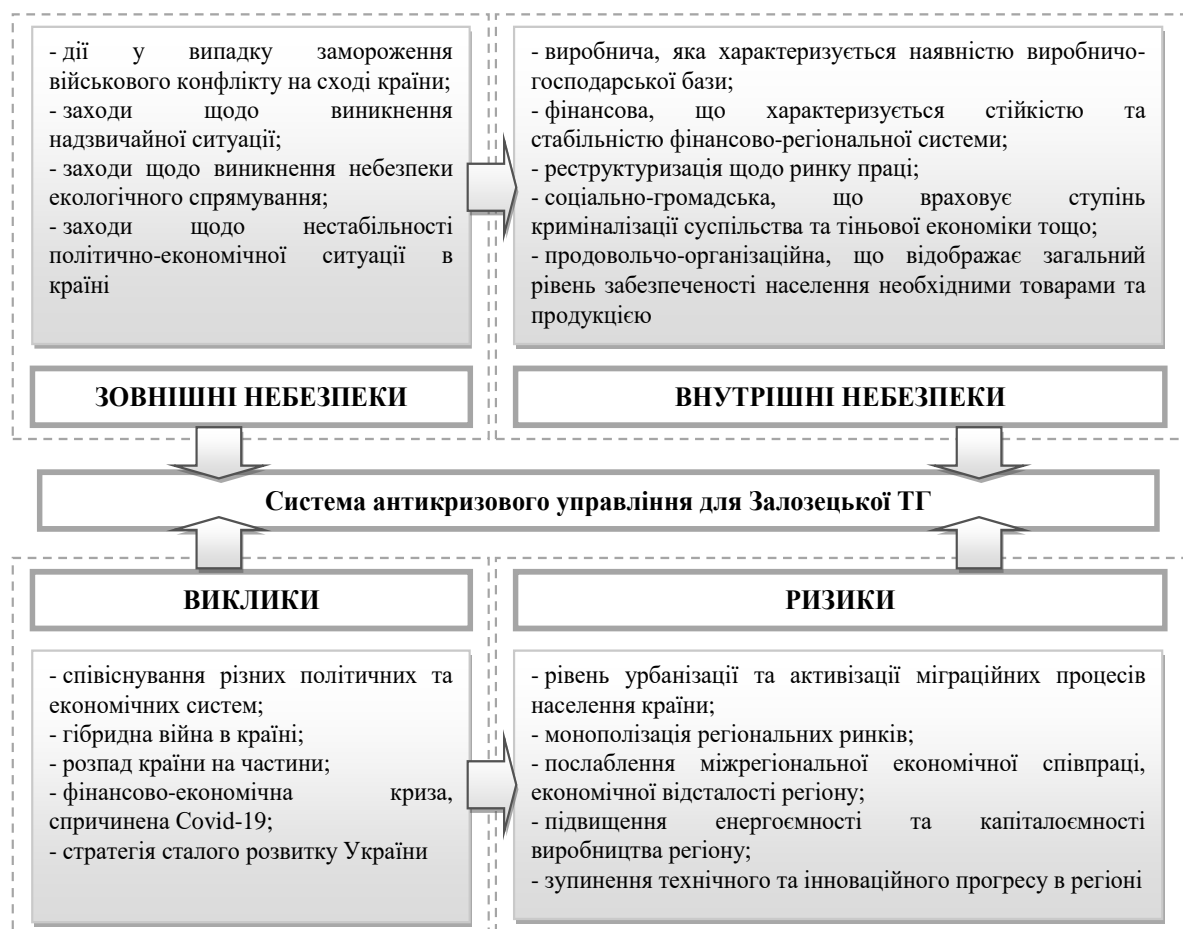 - дії у випадку замороження
військового конфлікту на сході країни;
- заходи щодо виникнення
надзвичайної ситуації;
- заходи щодо виникнення небезпеки
екологічного спрямування;
- заходи щодо нестабільності
політично-економічної ситуації в
країні
ЗОВНІШНІ НЕБЕЗПЕКИ
- виробнича, яка характеризується наявністю виробничо-
господарської бази;
- фінансова, що характеризується стійкістю та
стабільністю фінансово-регіональної системи;
- реструктуризація щодо ринку праці;
- соціально-громадська, що враховує ступінь
криміналізації суспільства та тіньової економіки тощо;
- продовольчо-організаційна, що відображає загальний
рівень забезпеченості населення необхідними товарами та
продукцією
ВНУТРІШНІ НЕБЕЗПЕКИ
Система антикризового управління для Залозецької ТГ
ВИКЛИКИ
- співіснування різних політичних та
економічних систем;
- гібридна війна в країні;
- розпад країни на частини;
- фінансово-економічна криза,
спричинена Covid-19;
- стратегія сталого розвитку України
РИЗИКИ
- рівень урбанізації та активізації міграційних процесів
населення країни;
- монополізація регіональних ринків;
- послаблення міжрегіональної економічної співпраці,
економічної відсталості регіону;
- підвищення енергоємності та капіталоємності
виробництва регіону;
- зупинення технічного та інноваційного прогресу в регіоні